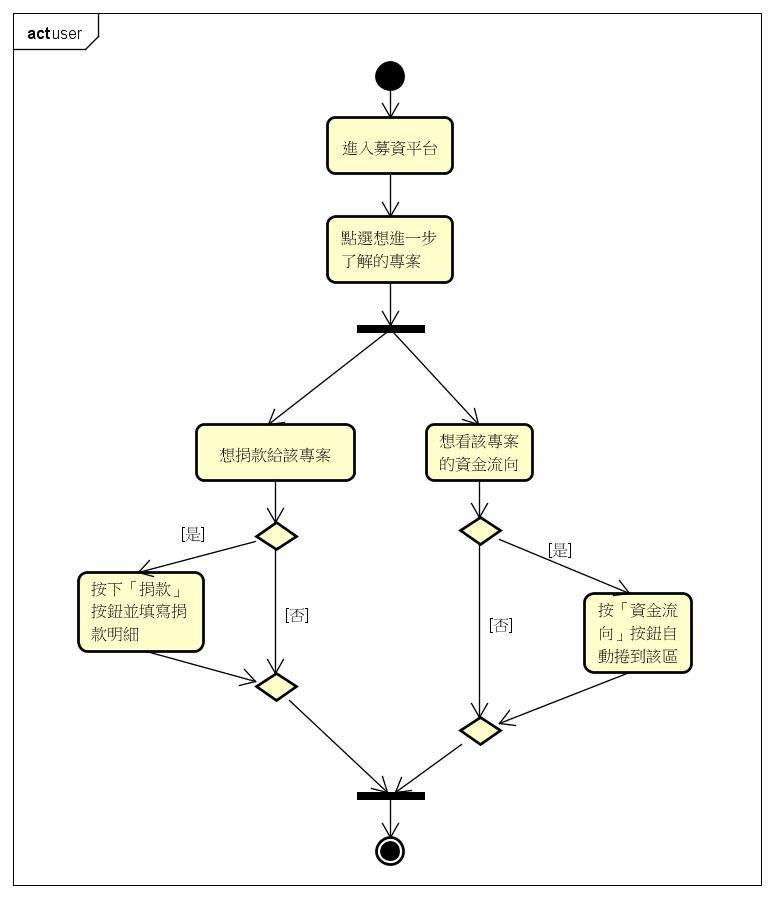 act user
進入募資平台
點選想進一步
了解的專案
想捐款給該專案
想看該專案
的資金流向
[是]
[是]
按下「捐款」
按鈕並填寫捐
款明細
[否]
[否]
按「資金流
向」按鈕自
動捲到該區